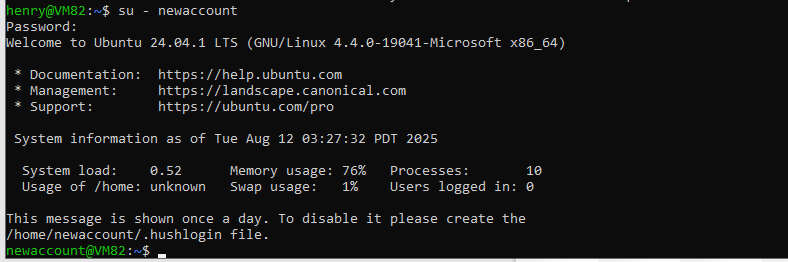 henry@VM82:~$ su - newaccount
Password:
Welcome to Ubuntu 24.04.1 LTS (GNU/Linux 4.4.0-19041-Microsoft x86_64)
* Documentation:  https://help.ubuntu.com
* Management:     https://landscape.canonical.com
* Support:        https://ubuntu.com/pro
System information as of Tue Aug 12 03:27:32 PDT 2025
System load:    0.52      Memory usage: 76%   Processes:       10
Usage of /home: unknown   Swap usage:   1%    Users logged in: 0
This message is shown once a day. To disable it please create the
/home/newaccount/.hushlogin file.
newaccount@VM82:~$